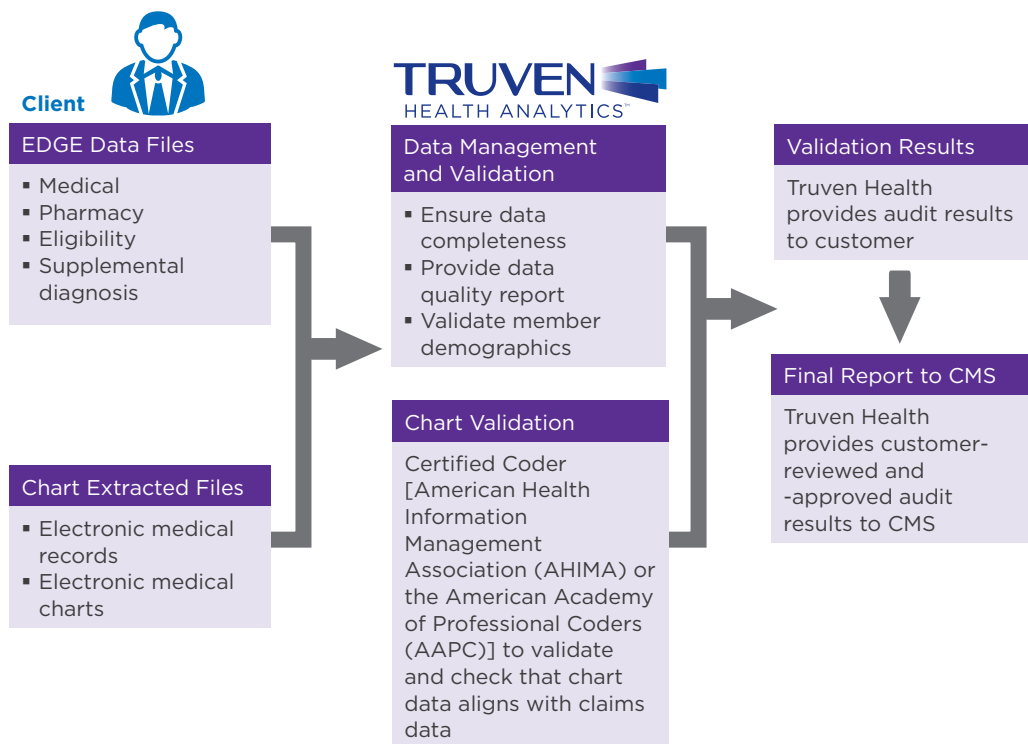 Client
EDGE Data Files
▪ Medical
▪ Pharmacy
▪ Eligibility
▪ Supplemental
diagnosis
Chart Extracted Files
▪ Electronic medical
records
▪ Electronic medical
charts
TRUVEN
HEALTH ANALYTICS™
Data Management
and Validation
▪ Ensure data
completeness
▪ Provide data
quality report
▪ Validate member
demographics
Chart Validation
Certified Coder
[American Health
Information
Management
Association (AHIMA) or
the American Academy
of Professional Coders
(AAPC)] to validate
and check that chart
data aligns with claims
data
Validation Results
Truven Health
provides audit results
to customer
Final Report to CMS
Truven Health
provides customer-
reviewed and
-approved audit
results to CMS